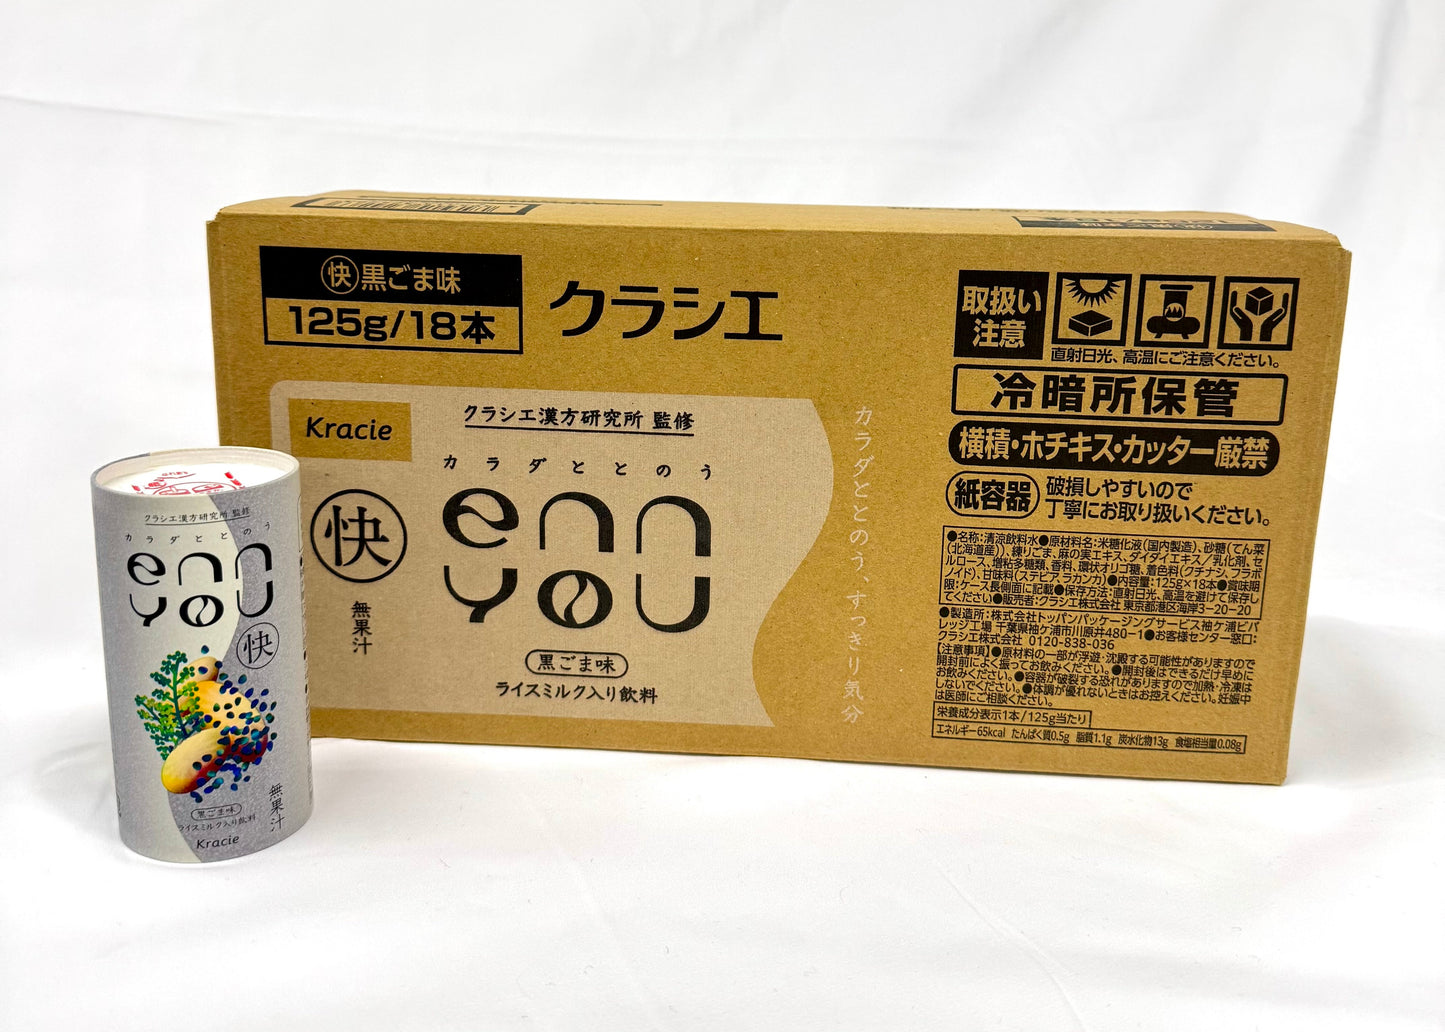 快 黒ごま味
125g/18本
クラシエ
Kracie
クラシエ漢方研究所 監修
カラダととのう
enn
you
快
無果汁
黒ごま味
ライスミルク入り飲料
カラダととのう、すっきり気分
取扱い
注意
直射日光、高温にご注意ください。
冷暗所保管
横積・ホチキス・カッター厳禁
紙容器
破損しやすいので
丁寧にお取り扱いください。
●名称:清涼飲料水●原材料名:米糖化液(国内製造)、砂糖(てん菜
(北海道産))、練りごま、麻の実エキス、ダイダイエキス/乳化剤、セ
ルロース、増粘多糖類、香料、環状オリゴ糖、着色料(クチナシ、フラボ
ノイド)、甘味料(ステビア、ラカンカ)●内容量:125g×18本●賞味期
限:ケース長側面に記載●保存方法:直射日光、高温を避けて保存し
てください●販売者:クラシエ株式会社 東京都港区海岸3-20-20
●製造所:株式会社トッパンパッケージングサービス袖ケ浦ビバ
レッジ工場 千葉県袖ケ浦市川原井480-1●お客様センター窓口:
クラシエ株式会社 0120-838-036
【注意事項】●原材料の一部が浮遊・沈殿する可能性がありますので
開封前によく振ってお飲みください。●開封後はできるだけ早めに
お飲みください。●容器が破裂する恐れがありますので加熱・冷凍は
しないでください。●体調が優れないときはお控えください。妊娠中
は医師にご相談ください。
栄養成分表示1本/125g当たり
エネルギー65kcal たんぱく質0.5g 脂質1.1g 炭水化物13g 食塩相当量0.08g
クラシエ漢方研究所 監修
カラダととのう
enn
you
快
無果汁
黒ごま味
ライスミルク入り飲料
Kracie